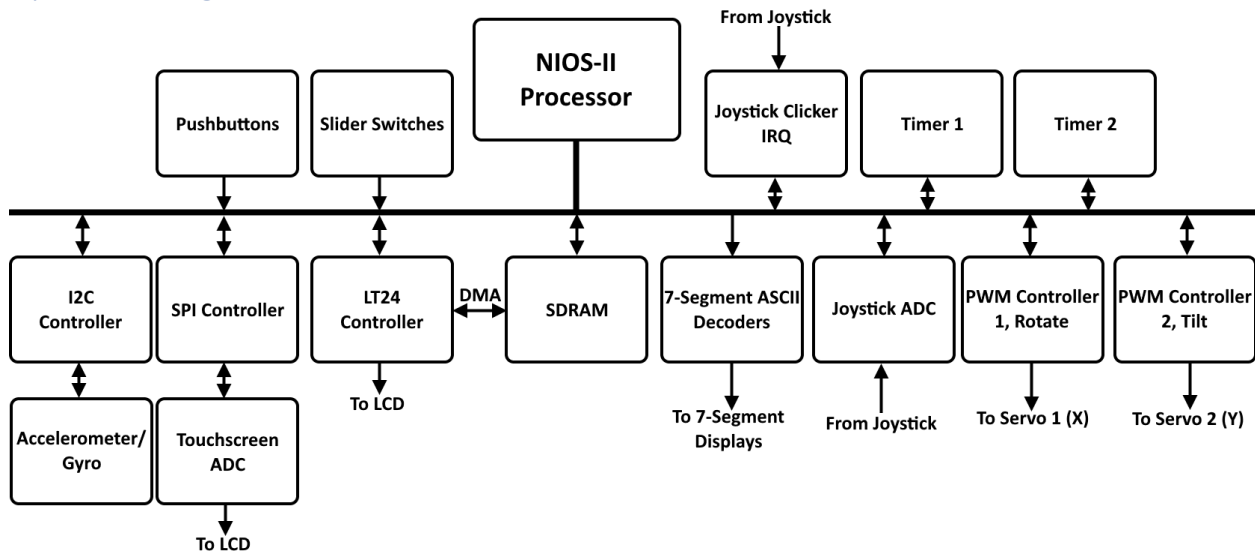 From Joystick
NIOS-II
Processor
Pushbuttons
Slider Switches
Joystick Clicker
IRQ
Timer 1
Timer 2
I2C
Controller
SPI Controller
LT24
Controller
DMA
SDRAM
7-Segment ASCII
Decoders
Joystick ADC
PWM Controller
1, Rotate
PWM Controller
2, Tilt
Accelerometer/
Gyro
Touchscreen
ADC
To LCD
To 7-Segment
Displays
From Joystick
To Servo 1 (X)
To Servo 2 (Y)
To LCD